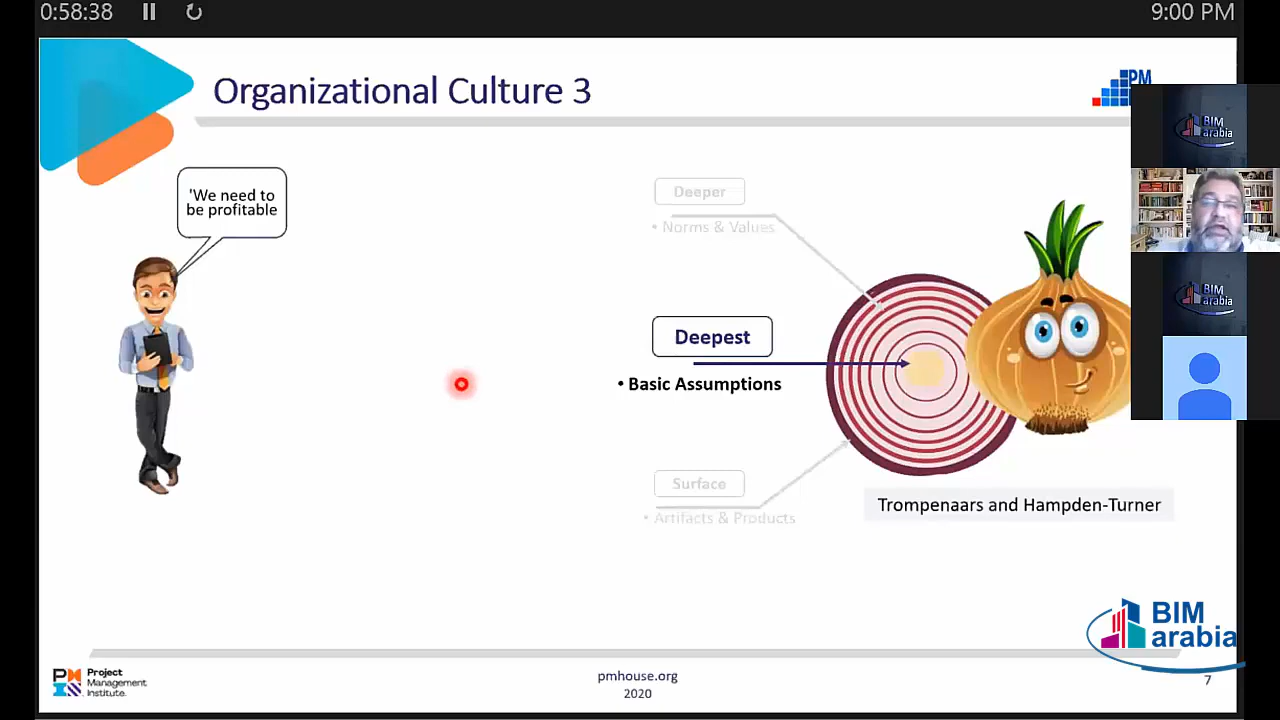 0:58:38
9:00 PM
Organizational Culture 3
PM
BIM
arabia
'We need to
be profitable
Deeper
• Norms & Values
Deepest
• Basic Assumptions
BIM
arabia
Surface
• Artifacts & Products
Trompenaars and Hampden-Turner
BIM
arabia
Project
Management
Institute.
pmhouse.org
2020
7